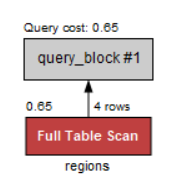 Query cost: 0.65
query_block #1
0.65 4 rows
Full Table Scan
regions